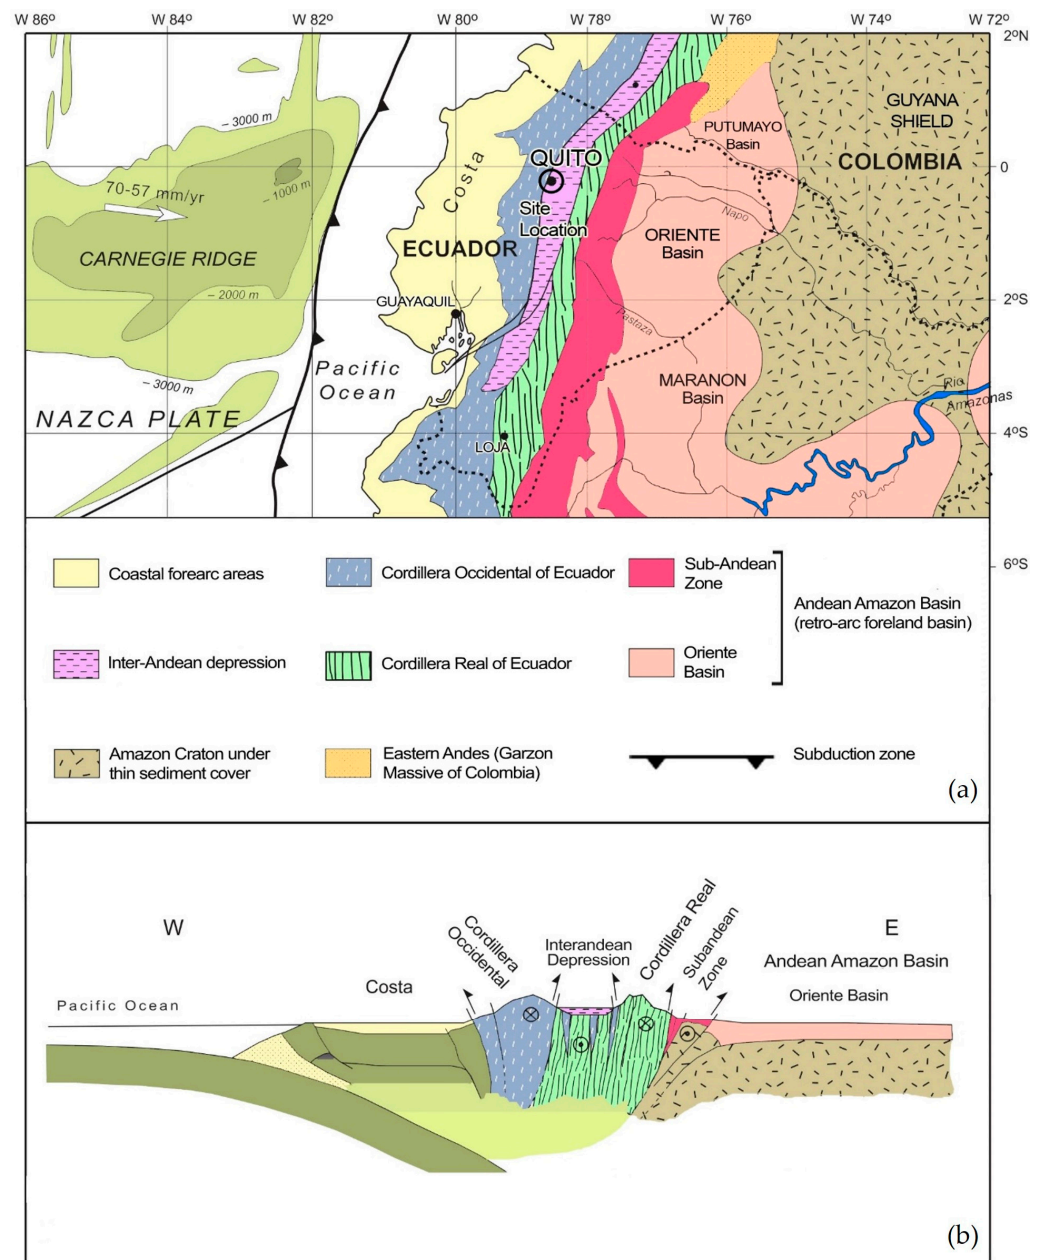 W 86º
W 84º
W 820
W 800
W 78º
W 76º
W 74º
W 72º
2ºN
– 3000 m
GUYANA
SHIELD
PUTUMAYO
Basin
COLOMBIA
QUITO
0
Costa
– 1000 m
70-57 mm/yr
Site
Location
Napo
ECUADOR
ORIENTE
Basin
CARNEGIE RIDGE
– 2000 m
GUAYAQUIL
2ºS
Pastaza
Pacific
Ocean
– 3000 m
MARANON
Basin
Rio
Amazonas
NAZCA PLATE
LOJA
4ºS
6ºS
Coastal forearc areas
Cordillera Occidental of Ecuador
Sub-Andean
Zone
Andean Amazon Basin
(retro-arc foreland basin)
Inter-Andean depression
Cordillera Real of Ecuador
Oriente
Basin
Amazon Craton under
thin sediment cover
Eastern Andes (Garzon
Massive of Colombia)
Subduction zone
(a)
W
E
Cordillera
Occidental
Interandean
Depression
Cordillera Real
Subandean
Zone
Andean Amazon Basin
Costa
Oriente Basin
Pacific Ocean
(b)